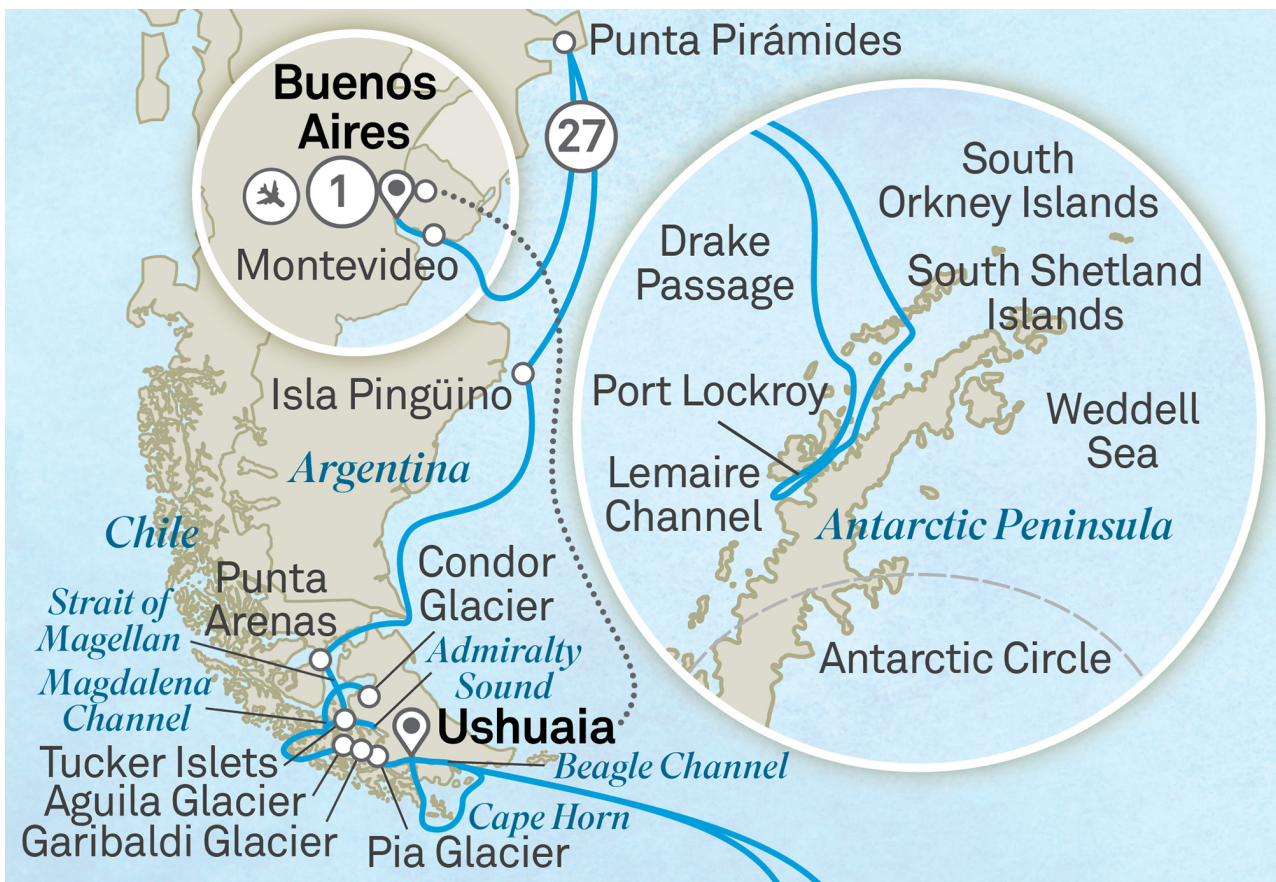 Punta Pirámides
27
Buenos
Aires
1
Montevideo
Isla Pingüino
Argentina
Chile
Punta
Arenas
Condor
Glacier
Strait of
Magellan
Admiralty
Sound
Magdalena
Channel
Ushuaia
Tucker Islets
Beagle Channel
Aguila Glacier
Cape Horn
Garibaldi Glacier
Pia Glacier
South
Orkney Islands
Drake
Passage
South Shetland
Islands
Port Lockroy
Weddell
Sea
Lemaire
Channel
Antarctic Peninsula
Antarctic Circle